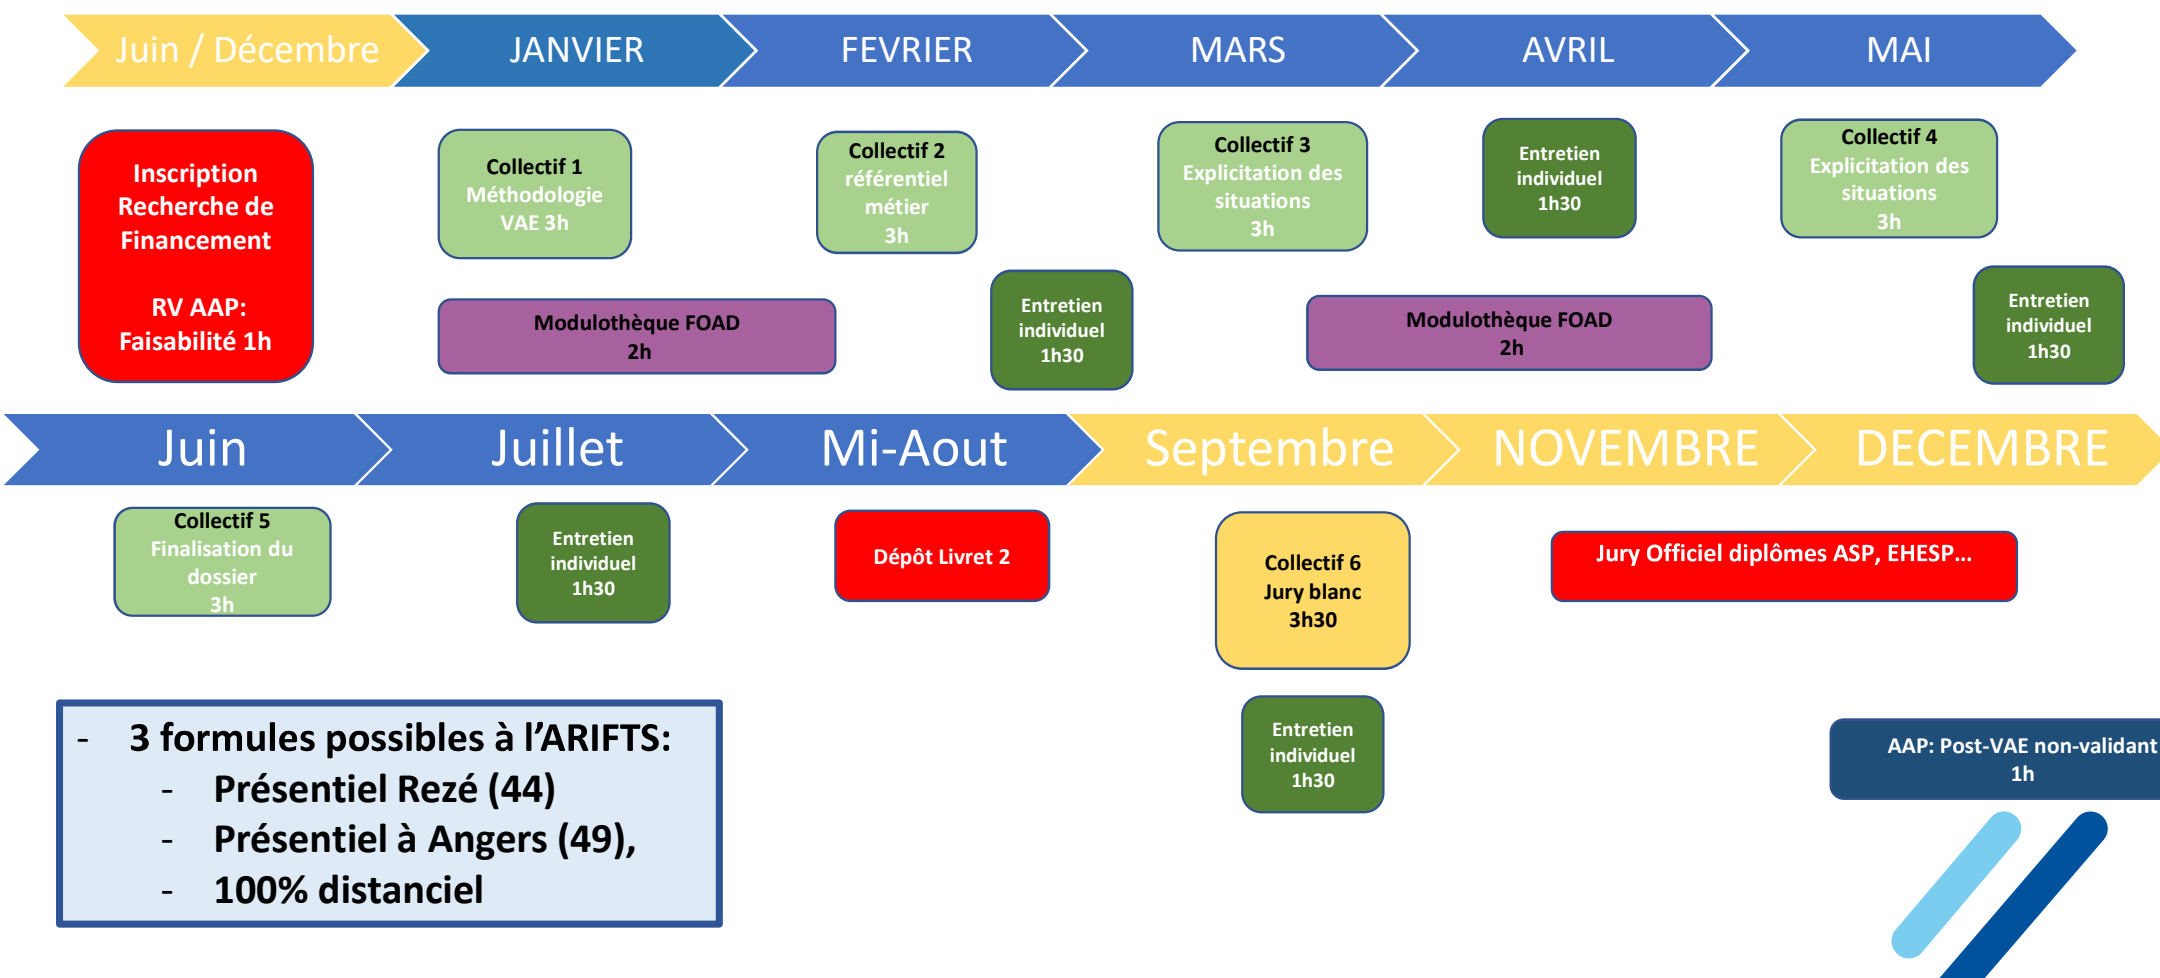 Juin / Décembre
JANVIER
FEVRIER
MARS
AVRIL
MAI
Inscription
Recherche de
Financement
RV AAP:
Faisabilité 1h
Collectif 1
Méthodologie
VAE 3h
Collectif 2
référentiel
métier
3h
Collectif 3
Explicitation des
situations
3h
Entretien
individuel
1h30
Collectif 4
Explicitation des
situations
3h
Modulothèque FOAD
2h
Entretien
individuel
1h30
Modulothèque FOAD
2h
Entretien
individuel
1h30
Juin
Juillet
Mi-Aout
Septembre
NOVEMBRE
DECEMBRE
Collectif 5
Finalisation du
dossier
3h
Entretien
individuel
1h30
Dépôt Livret 2
Collectif 6
Jury blanc
3h30
Jury Officiel diplômes ASP, EHESP...
Entretien
individuel
1h30
AAP: Post-VAE non-validant
1h
- 3 formules possibles à l’ARIFTS:
- Présentiel Rezé (44)
- Présentiel à Angers (49),
- 100% distanciel